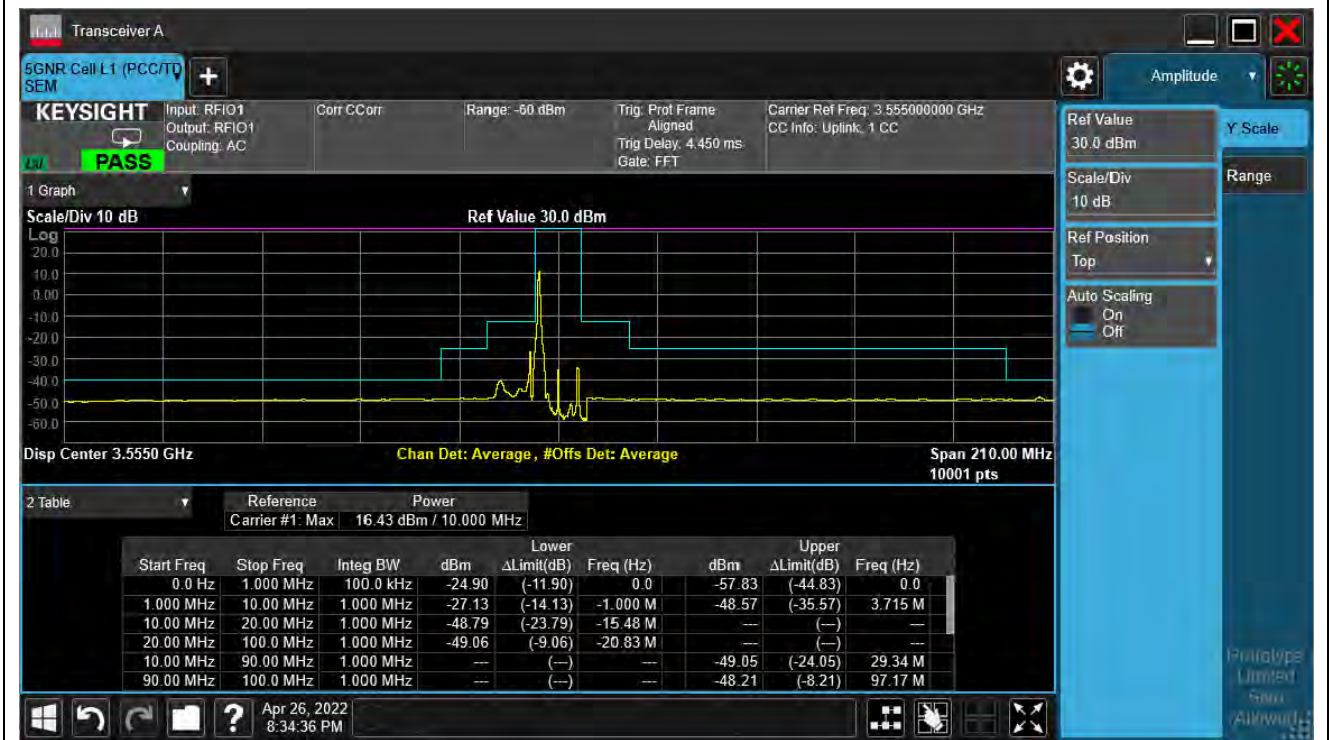 Transceiver A
5GNR Cell L1 (PCC/TD
SEM
+
Amplitude
KEYSIGHT
PASS
Input: RFIO1
Output: RFIO1
Coupling: AC
Corr CCorr
Range: -60 dBm
Trig: Prot Frame
Aligned
Trig Delay: 4.450 ms
Gate: FFT
Carrier Ref Freq: 3.555000000 GHz
CC Info: Uplink, 1 CC
Ref Value
30.0 dBm
Y Scale
Scale/Div
10 dB
Range
Ref Position
Top
Auto Scaling
On
Off
1 Graph
Scale/Div 10 dB
Ref Value 30.0 dBm
Log
20.0
10.0
0.00
-10.0
-20.0
-30.0
-40.0
-50.0
-60.0
Disp Center 3.5550 GHz
Chan Det: Average , #Offs Det: Average
Span 210.00 MHz
10001 pts
2 Table
Reference Power
Carrier #1: Max 16.43 dBm / 10.000 MHz
Lower Upper
Start Freq Stop Freq Integ BW dBm ΔLimit(dB) Freq (Hz) dBm ΔLimit(dB) Freq (Hz)
0.0 Hz 1.000 MHz 100.0 kHz -24.90 (-11.90) 0.0 -57.83 (-44.83) 0.0
1.000 MHz 10.00 MHz 1.000 MHz -27.13 (-14.13) -1.000 M -48.57 (-35.57) 3.715 M
10.00 MHz 20.00 MHz 1.000 MHz -48.79 (-23.79) -15.48 M --- (---) ---
20.00 MHz 100.0 MHz 1.000 MHz -49.06 (-9.06) -20.83 M --- (---) ---
10.00 MHz 90.00 MHz 1.000 MHz --- (---) --- -49.05 (-24.05) 29.34 M
90.00 MHz 100.0 MHz 1.000 MHz --- (---) --- -48.21 (-8.21) 97.17 M
Prototype
Limited
?
Apr 26, 2022
8:34:36 PM